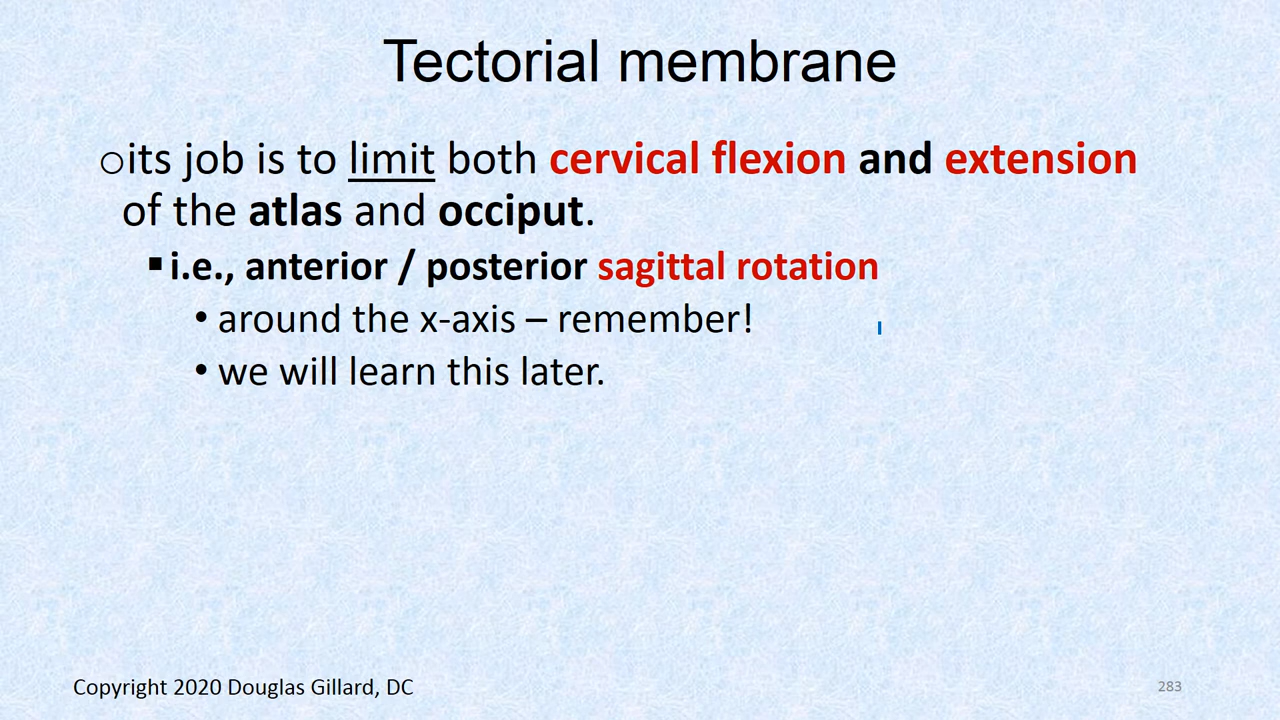 Tectorial membrane
○its job is to limit both cervical flexion and extension
of the atlas and occiput.
▪i.e., anterior / posterior sagittal rotation
• around the x-axis – remember!
• we will learn this later.
Copyright 2020 Douglas Gillard, DC
283